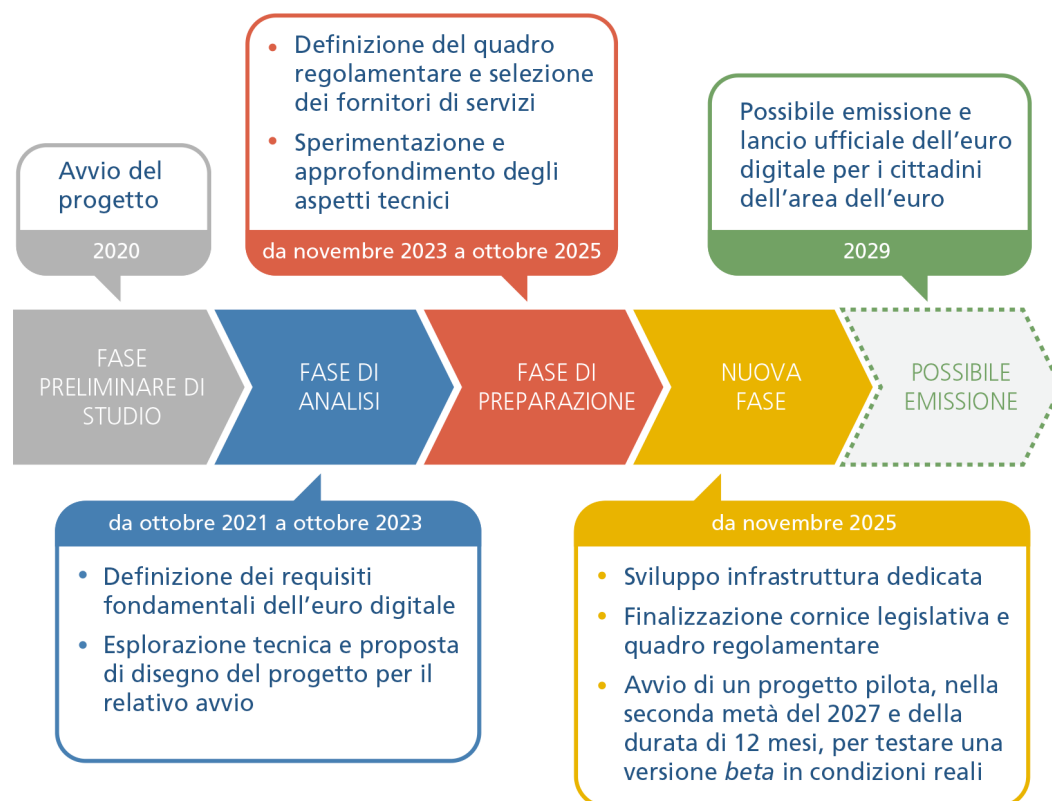 Avvio del
progetto
2020
• Definizione del quadro
regolamentare e selezione
dei fornitori di servizi
• Sperimentazione e
approfondimento degli
aspetti tecnici
da novembre 2023 a ottobre 2025
Possibile emissione e
lancio ufficiale dell’euro
digitale per i cittadini
dell’area dell’euro
2029
FASE
PRELIMINARE DI
STUDIO
FASE DI
ANALISI
FASE DI
PREPARAZIONE
NUOVA
FASE
POSSIBILE
EMISSIONE
da ottobre 2021 a ottobre 2023
• Definizione dei requisiti
fondamentali dell’euro digitale
• Esplorazione tecnica e proposta
di disegno del progetto per il
relativo avvio
da novembre 2025
• Sviluppo infrastruttura dedicata
• Finalizzazione cornice legislativa e
quadro regolamentare
• Avvio di un progetto pilota, nella
seconda metà del 2027 e della
durata di 12 mesi, per testare una
versione beta in condizioni reali